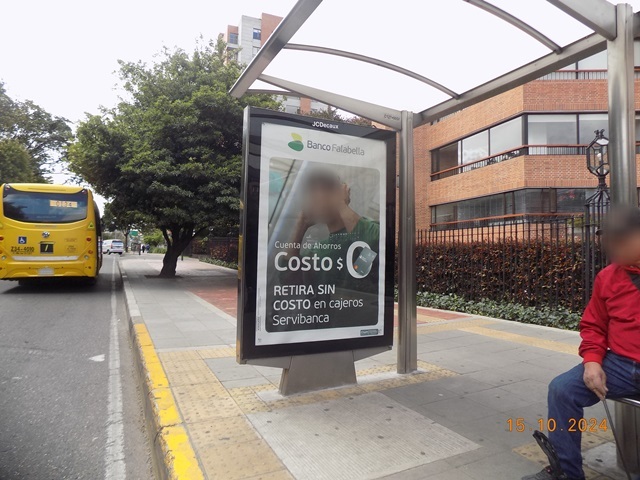 JCDecaux
Banco Falabella
Cuenta de Ahorros
Costo $0
RETIRA SIN
COSTO en cajeros
Servibanca
15.10.2024